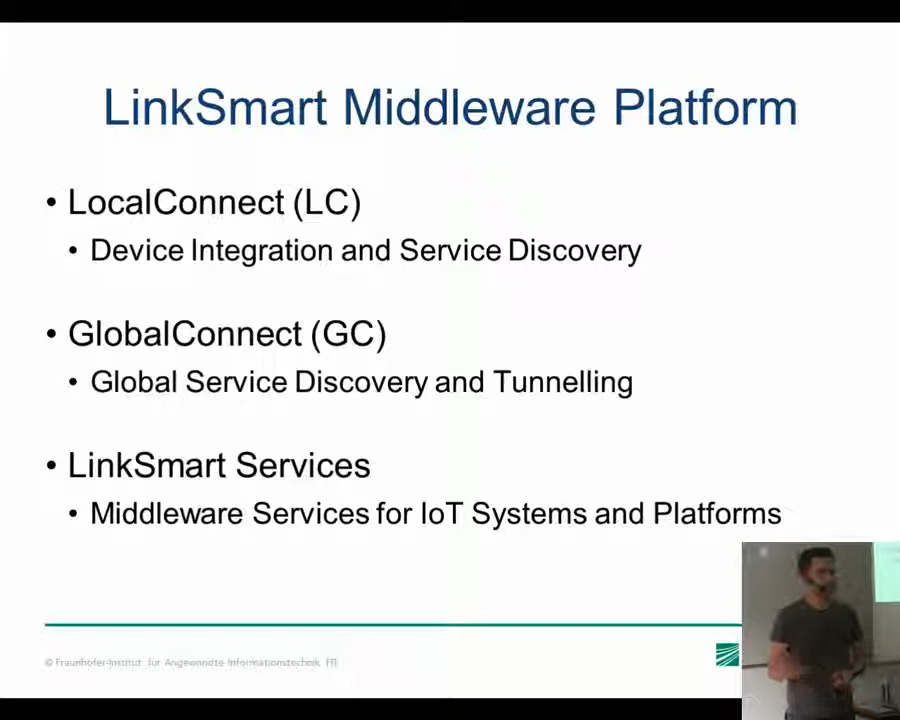 LinkSmart Middleware Platform
• LocalConnect (LC)
• Device Integration and Service Discovery
• GlobalConnect (GC)
• Global Service Discovery and Tunnelling
• LinkSmart Services
• Middleware Services for IoT Systems and Platforms
© Fraunhofer-Institut für Angewandte Informationstechnik FIT